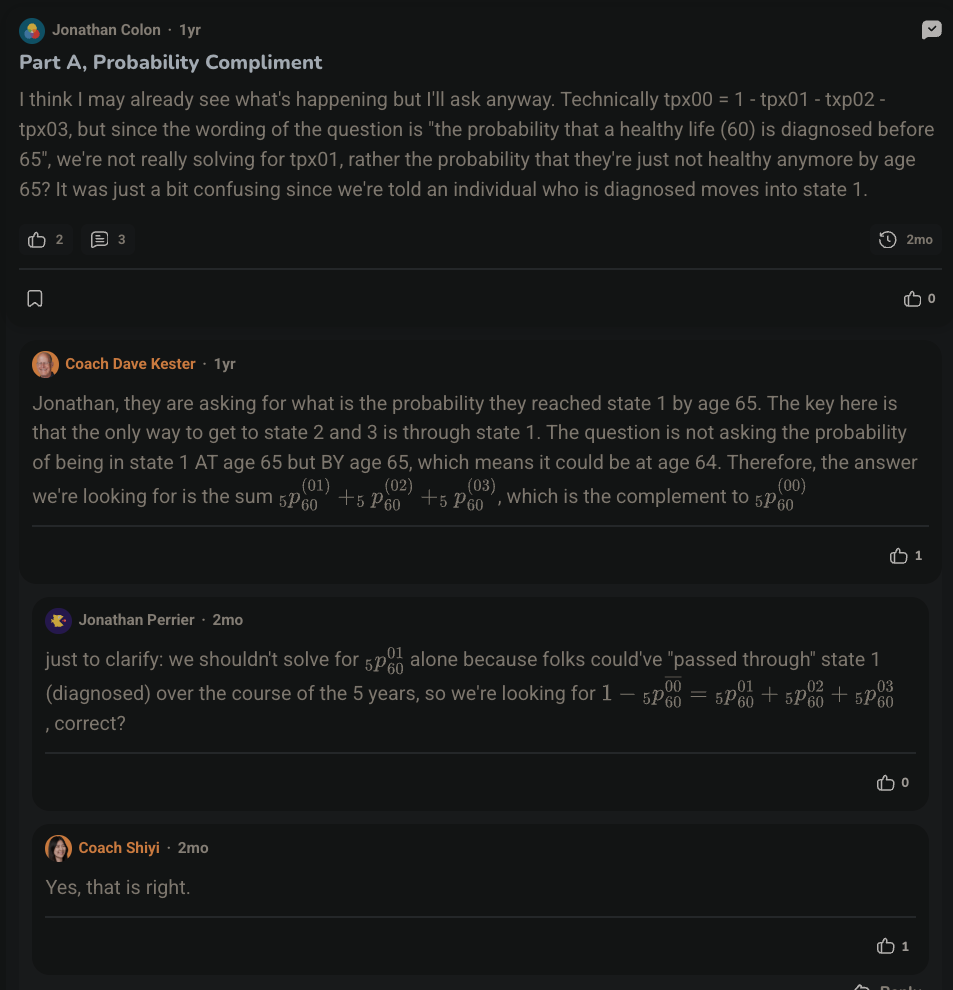 Jonathan Colon · 1yr
Part A, Probability Compliment
I think I may already see what's happening but I'll ask anyway. Technically tpx00 = 1 - tpx01 - txp02 -
tpx03, but since the wording of the question is "the probability that a healthy life (60) is diagnosed before
65", we're not really solving for tpx01, rather the probability that they're just not healthy anymore by age
65? It was just a bit confusing since we're told an individual who is diagnosed moves into state 1.
2 3 2mo
0
Coach Dave Kester · 1yr
Jonathan, they are asking for what is the probability they reached state 1 by age 65. The key here is
that the only way to get to state 2 and 3 is through state 1. The question is not asking the probability
of being in state 1 AT age 65 but BY age 65, which means it could be at age 64. Therefore, the answer
we're looking for is the sum ${}_5p_{60}^{(01)} +_5 p_{60}^{(02)} +_5 p_{60}^{(03)}$, which is the complement to ${}_5p_{60}^{(00)}$
1
Jonathan Perrier · 2mo
just to clarify: we shouldn't solve for ${}_5p_{60}^{01}$ alone because folks could've "passed through" state 1
(diagnosed) over the course of the 5 years, so we're looking for $1 - {}_5p_{60}^{\overline{00}} = {}_5p_{60}^{01} + {}_5p_{60}^{02} + {}_5p_{60}^{03}$
, correct?
0
Coach Shiyi · 2mo
Yes, that is right.
1